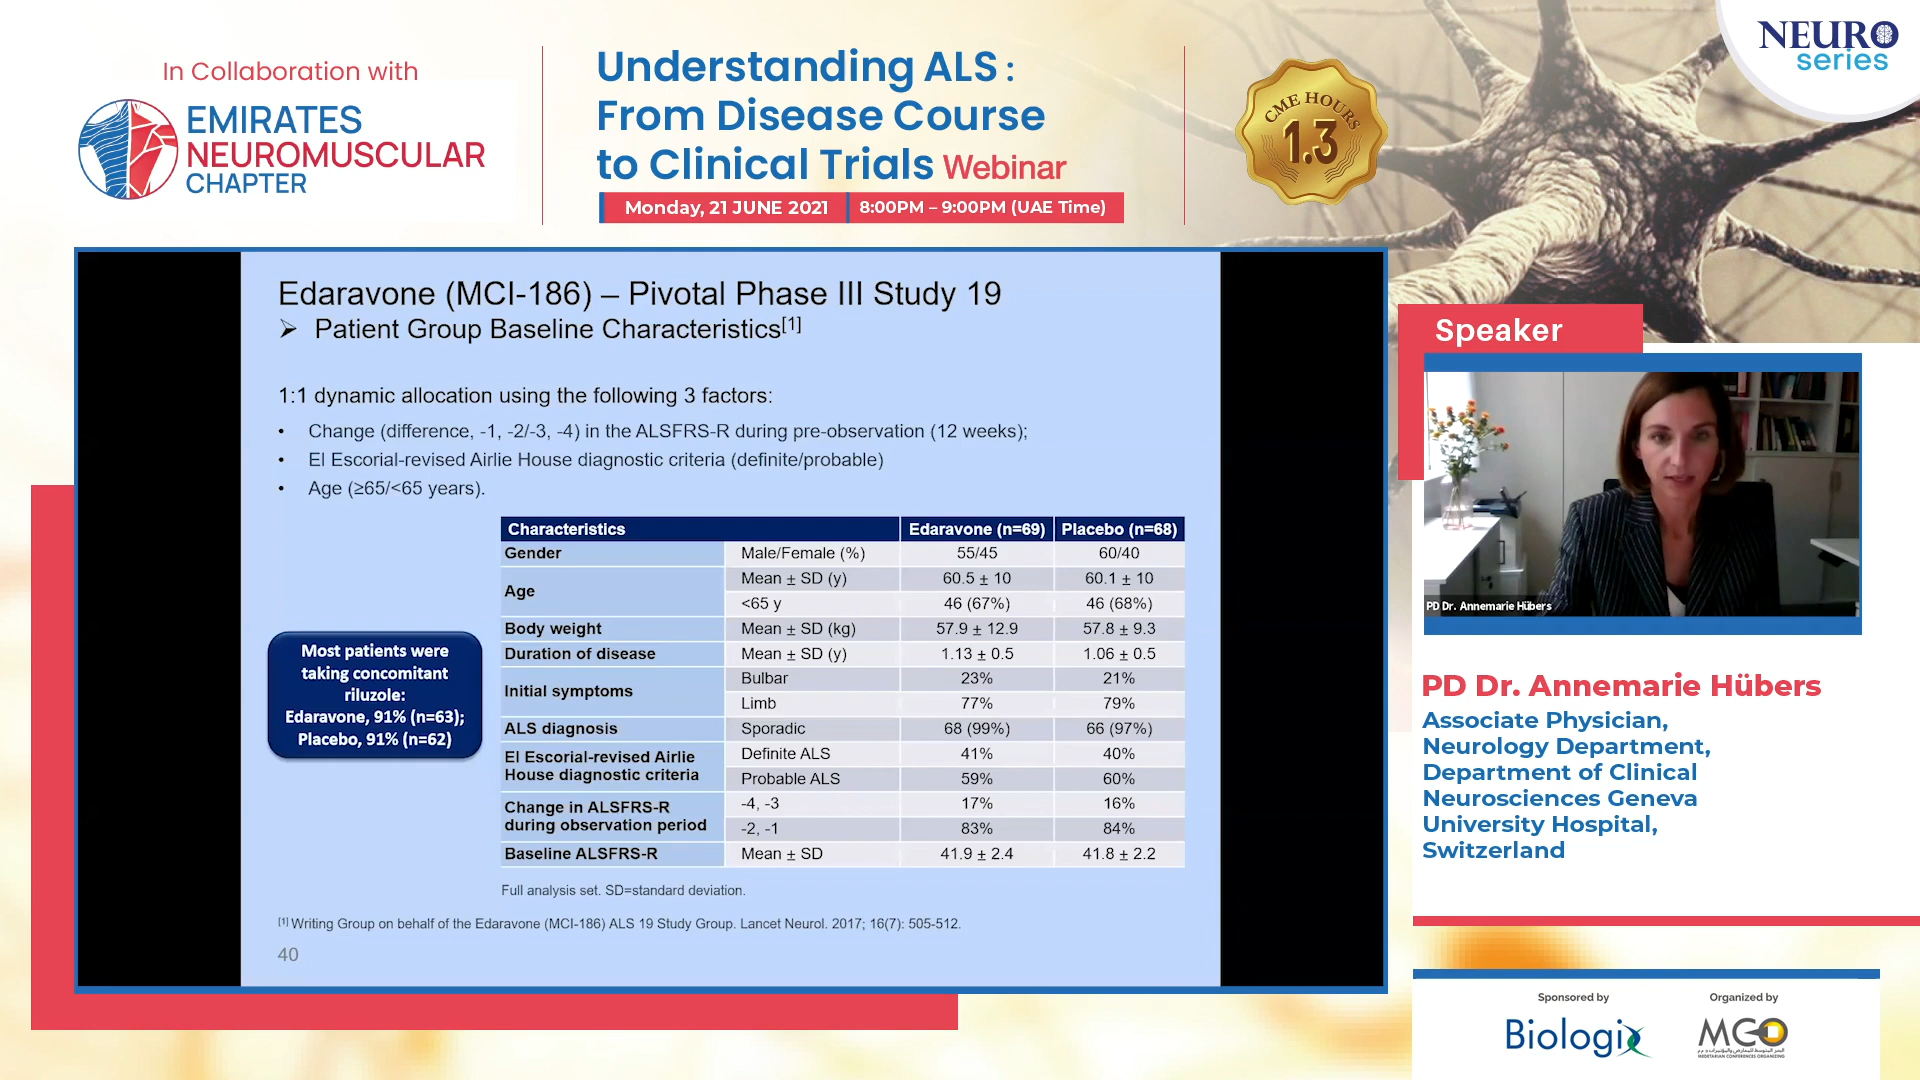 In Collaboration with
EMIRATES
NEUROMUSCULAR
CHAPTER
Understanding ALS :
From Disease Course
to Clinical Trials Webinar
Monday, 21 JUNE 2021 8:00PM – 9:00PM (UAE Time)
CME HOURS
1.3
NEURO
series
Edaravone (MCI-186) – Pivotal Phase III Study 19
➢ Patient Group Baseline Characteristics[1]
1:1 dynamic allocation using the following 3 factors:
• Change (difference, -1, -2/-3, -4) in the ALSFRS-R during pre-observation (12 weeks);
• El Escorial-revised Airlie House diagnostic criteria (definite/probable)
• Age (≥65/<65 years).
Most patients were
taking concomitant
riluzole:
Edaravone, 91% (n=63);
Placebo, 91% (n=62)
Characteristics Edaravone (n=69) Placebo (n=68)
Gender Male/Female (%) 55/45 60/40
Age Mean ± SD (y) 60.5 ± 10 60.1 ± 10
<65 y 46 (67%) 46 (68%)
Body weight Mean ± SD (kg) 57.9 ± 12.9 57.8 ± 9.3
Duration of disease Mean ± SD (y) 1.13 ± 0.5 1.06 ± 0.5
Initial symptoms Bulbar 23% 21%
Limb 77% 79%
ALS diagnosis Sporadic 68 (99%) 66 (97%)
El Escorial-revised Airlie
House diagnostic criteria
Definite ALS 41% 40%
Probable ALS 59% 60%
Change in ALSFRS-R
during observation period
-4, -3 17% 16%
-2, -1 83% 84%
Baseline ALSFRS-R Mean ± SD 41.9 ± 2.4 41.8 ± 2.2
Full analysis set. SD=standard deviation.
[1] Writing Group on behalf of the Edaravone (MCI-186) ALS 19 Study Group. Lancet Neurol. 2017; 16(7): 505-512.
40
Speaker
PD Dr. Annemarie Hübers
PD Dr. Annemarie Hübers
Associate Physician,
Neurology Department,
Department of Clinical
Neurosciences Geneva
University Hospital,
Switzerland
Sponsored by
Biologix
Organized by
MCO